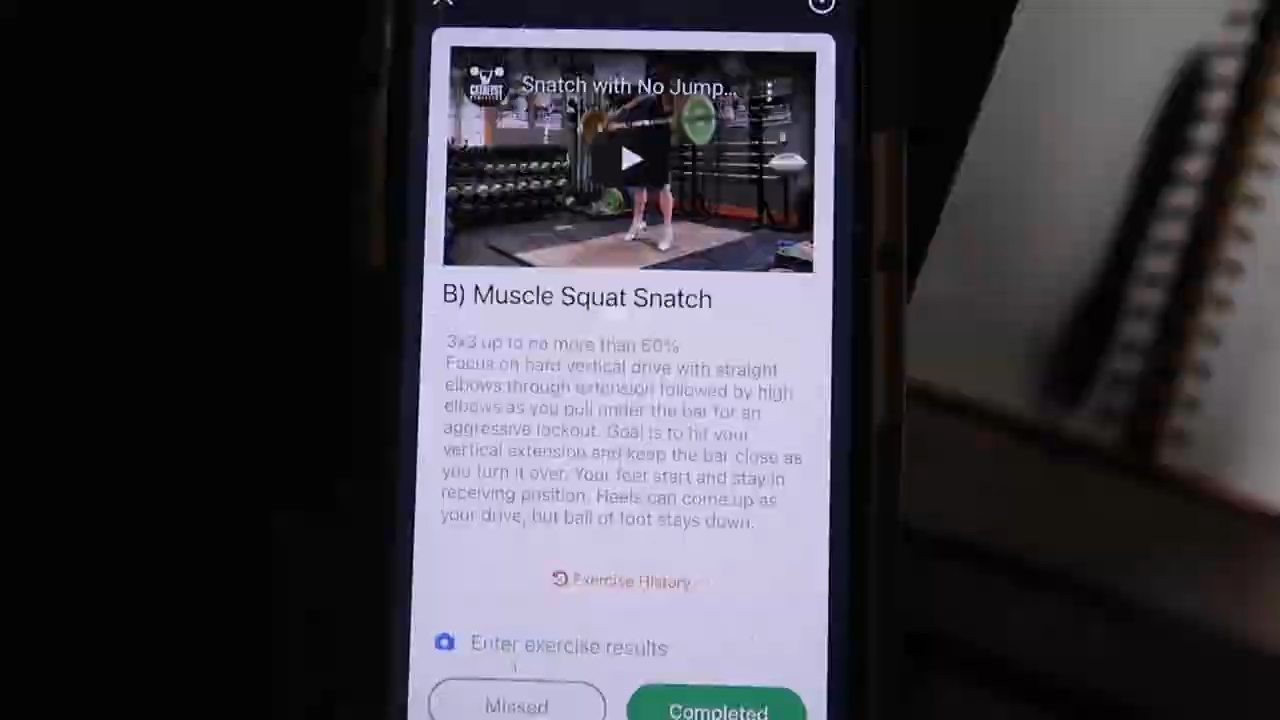 CATALYST
Snatch with No Jump...
B) Muscle Squat Snatch
3x3 up to no more than 60%
Focus on hard vertical drive with straight
elbows through extension followed by high
elbows as you pull under the bar for an
aggressive lockout. Goal is to hit your
vertical extension and keep the bar close as
you turn it over. Your feet start and stay in
receiving position. Heels can come up as
your drive, but ball of foot stays down.
Exercise History
Enter exercise results
Missed
Completed